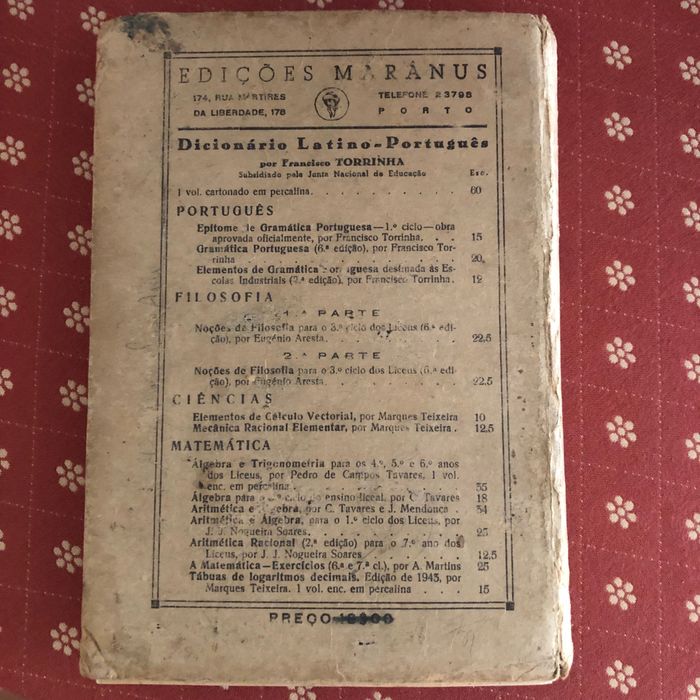 EDIÇÕES MARÂNUS
174, RUA MÁRTIRES TELEFONE 23795
DA LIBERDADE, 178 PORTO
Dicionário Latino-Português
por Francisco TORRINHA
Subsidiado pela Junta Nacional de Educação Esc.
1 vol. cartonado em percalina. 60
PORTUGUÊS
Epítome de Gramática Portuguesa—1.º ciclo—obra
aprovada oficialmente, por Francisco Torrinha. 15
Gramática Portuguesa (6.ª edição), por Francisco Tor-
rinha 20
Elementos de Gramática Portuguesa destinada às Es-
colas Industriais (2.ª edição), por Francisco Torrinha. 12
FILOSOFIA
1.ª PARTE
Noções de Filosofia para o 3.º ciclo dos Liceus (6.ª edi-
ção), por Eugénio Aresta. 22,5
2.ª PARTE
Noções de Filosofia para o 3.º ciclo dos Liceus (6.ª edi-
ção), por Eugénio Aresta. 22,5
CIÊNCIAS
Elementos de Cálculo Vectorial, por Marques Teixeira 10
Mecânica Racional Elementar, por Marques Teixeira. 12,5
MATEMÁTICA
Álgebra e Trigonometria para os 4.º, 5.º e 6.º anos
dos Liceus, por Pedro de Campos Tavares. 1 vol.
enc. em percalina. 35
Álgebra para o ciclo do ensino liceal, por C. Tavares 18
Aritmética e Álgebra, por C. Tavares e J. Mendonça. 34
Aritmética e Álgebra, para o 1.º ciclo dos Liceus, por
J. J. Nogueira Soares. 25
Aritmética Racional (2.ª edição) para o 7.º ano dos
Liceus, por J. J. Nogueira Soares 12,5
A Matemática—Exercícios (6.ª e 7.ª cl.), por A. Martins 25
Tábuas de logaritmos decimais. Edição de 1945, por
Marques Teixeira. 1 vol. enc. em percalina 15
PREÇO